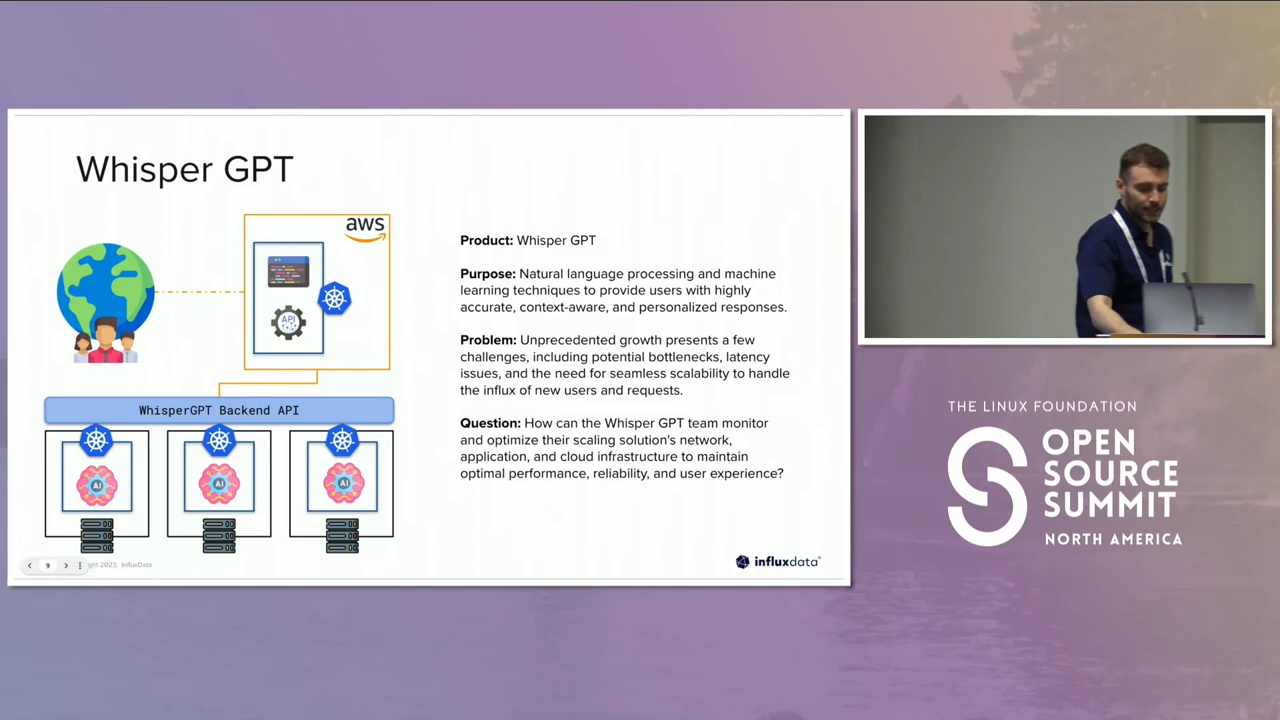 Whisper GPT
aws
API
WhisperGPT Backend API
AI
AI
AI
Product: Whisper GPT
Purpose: Natural language processing and machine
learning techniques to provide users with highly
accurate, context-aware, and personalized responses.
Problem: Unprecedented growth presents a few
challenges, including potential bottlenecks, latency
issues, and the need for seamless scalability to handle
the influx of new users and requests.
Question: How can the Whisper GPT team monitor
and optimize their scaling solution's network,
application, and cloud infrastructure to maintain
optimal performance, reliability, and user experience?
9
ght 2023. InfluxData
influxdata
THE LINUX FOUNDATION
OPEN
SOURCE
SUMMIT
NORTH AMERICA